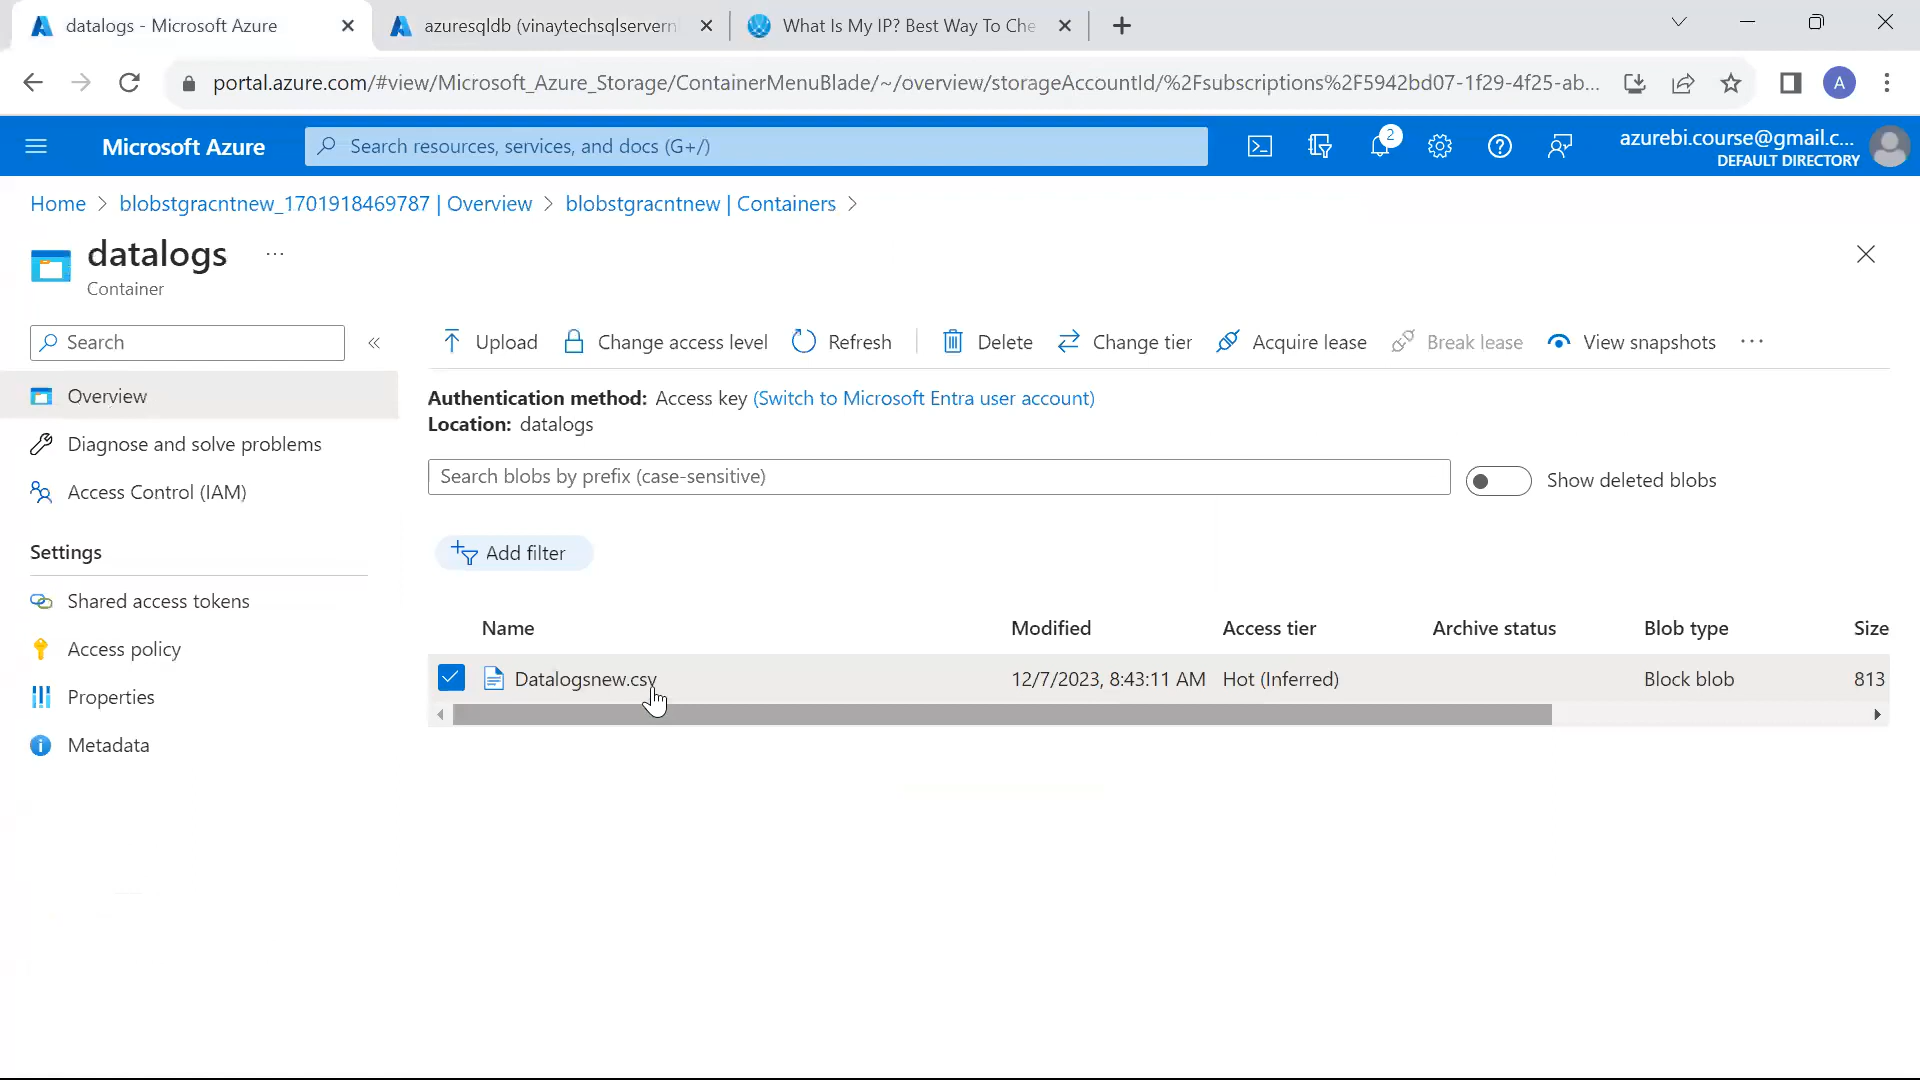 datalogs - Microsoft Azure
azuresqldb (vinaytechsqlservern
What Is My IP? Best Way To Che
portal.azure.com/#view/Microsoft_Azure_Storage/ContainerMenuBlade/~/overview/storageAccountId/%2Fsubscriptions%2F5942bd07-1f29-4f25-ab...
A
Microsoft Azure
Search resources, services, and docs (G+/)
2
azurebi.course@gmail.c...
DEFAULT DIRECTORY
Home > blobstgracntnew_1701918469787 | Overview > blobstgracntnew | Containers >
datalogs ...
Container
Search
«
Upload
Change access level
Refresh
Delete
Change tier
Acquire lease
Break lease
View snapshots
...
Overview
Diagnose and solve problems
Access Control (IAM)
Settings
Shared access tokens
Access policy
Properties
Metadata
Authentication method: Access key (Switch to Microsoft Entra user account)
Location: datalogs
Search blobs by prefix (case-sensitive)
Show deleted blobs
Add filter
Name Modified Access tier Archive status Blob type Size
Datalogsnew.csv 12/7/2023, 8:43:11 AM Hot (Inferred) Block blob 813